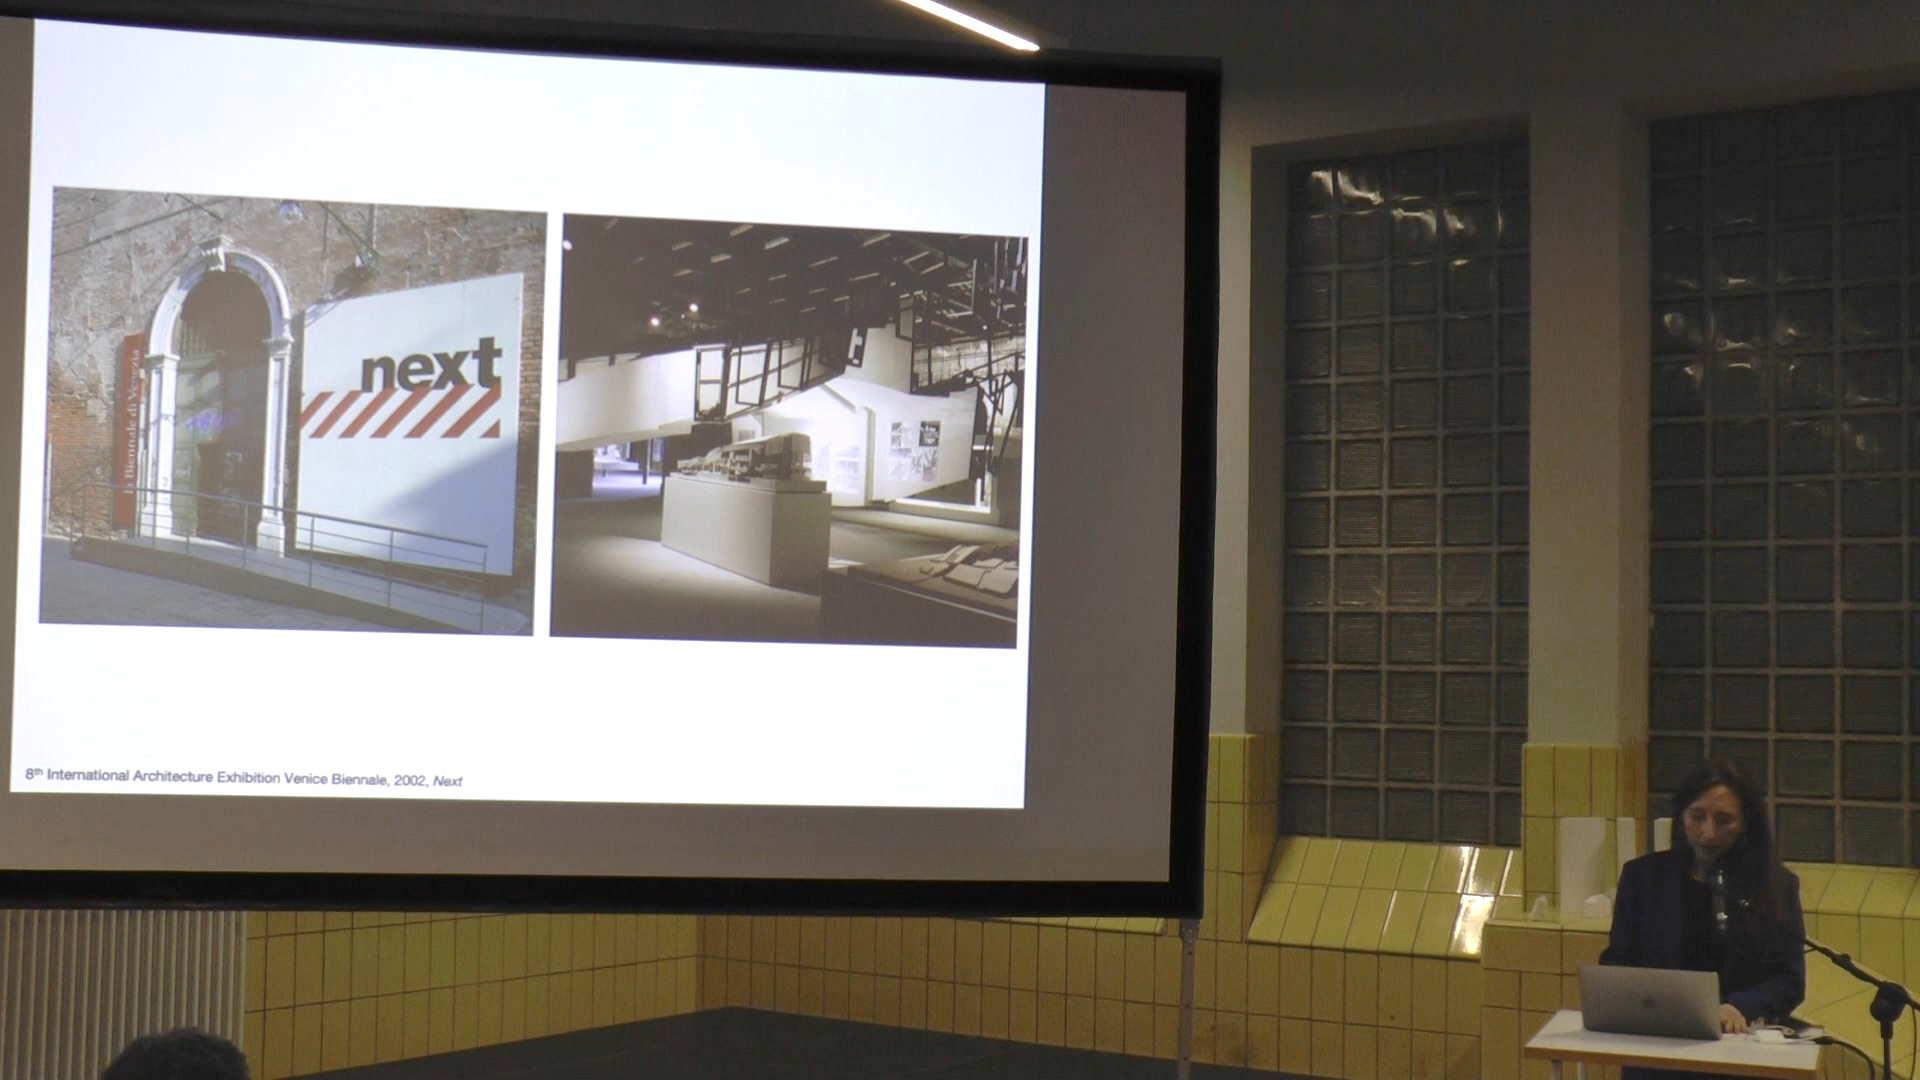 la Biennale di Venezia
next
8th International Architecture Exhibition Venice Biennale, 2002, Next